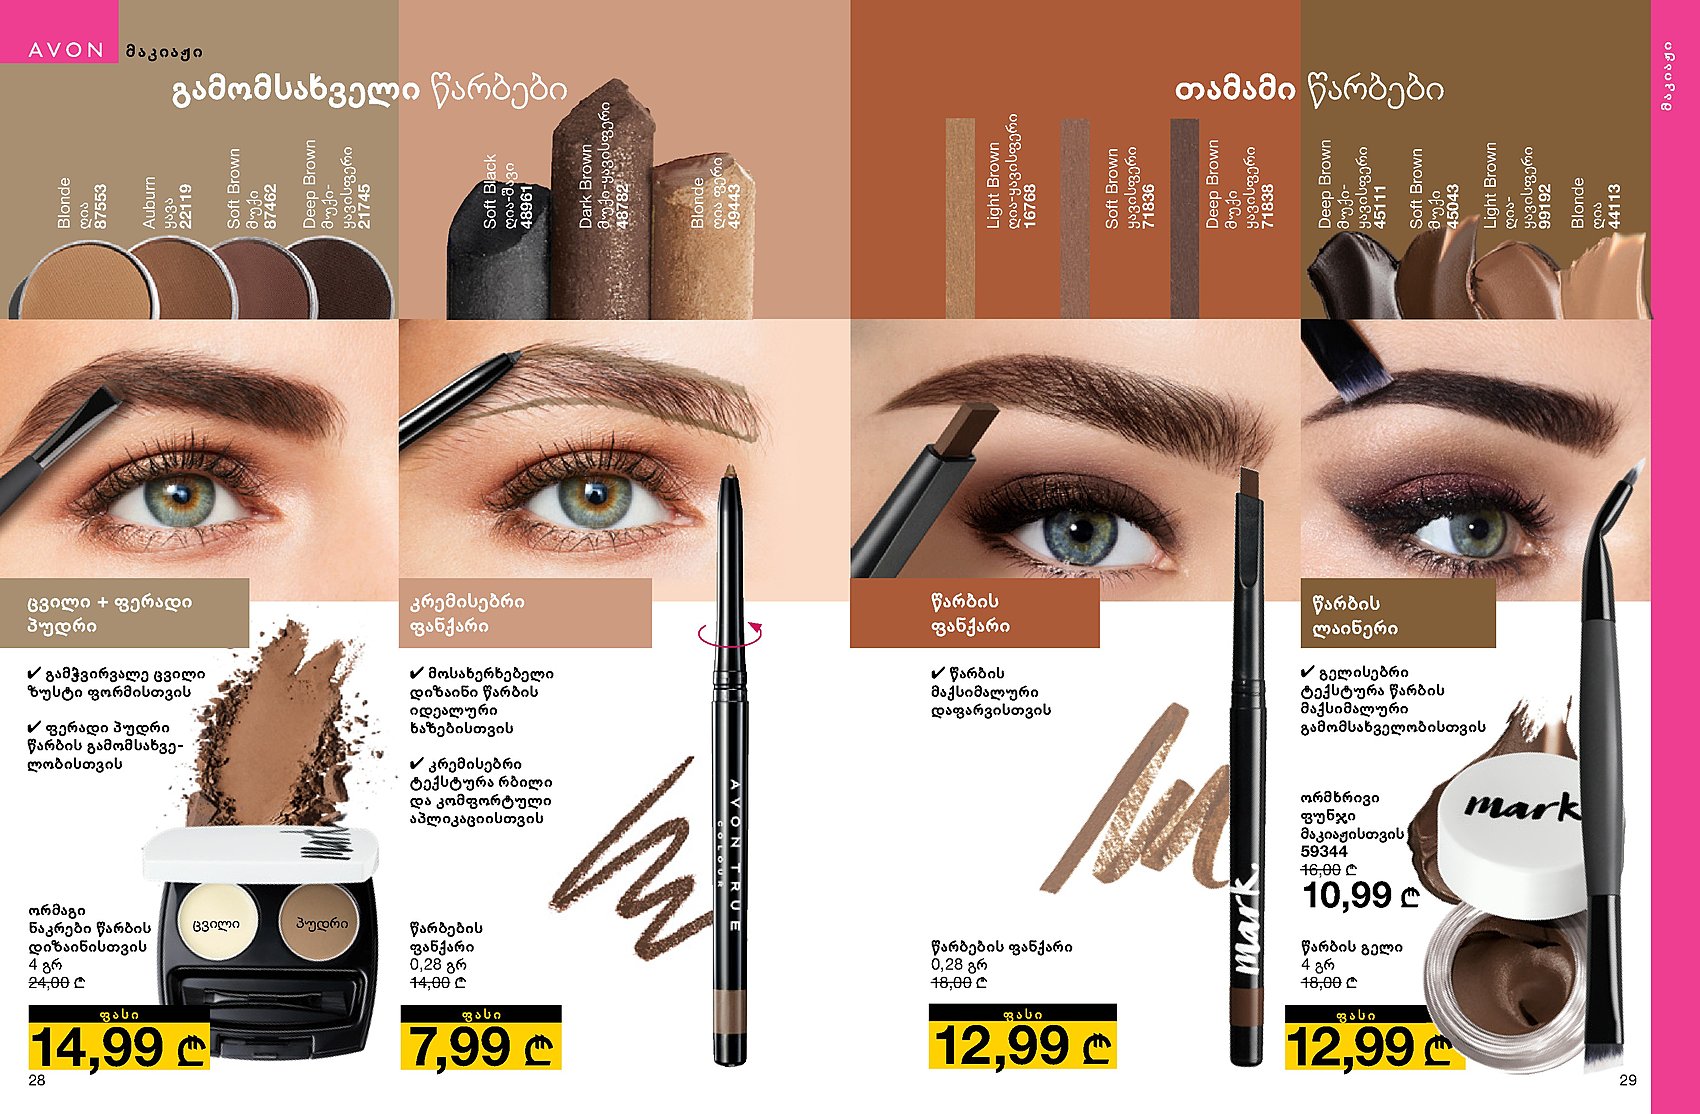 AVON მაკიაჟი
გამომსახველი წარბები
Blonde
ღია
87553
Auburn
ყავა
22119
Soft Brown
მუქი
87462
Deep Brown
მუქი-
ყავისფერი
21745
Soft Black
ღია-შავი
48961
Dark Brown
მუქი-ყავისფერი
48782
Blonde
ღია ფერი
49443
ცვილი + ფერადი
პუდრი
✔ გამჭვირვალე ცვილი
ზუსტი ფორმისთვის
✔ ფერადი პუდრი
წარბის გამომსახვე-
ლობისთვის
mark.
ცვილი
პუდრი
ორმაგი
ნაკრები წარბის
დიზაინისთვის
4 გრ
24,00 ₾
ფასი
14,99 ₾
28
კრემისებრი
ფანქარი
✔ მოსახერხებელი
დიზაინი წარბის
იდეალური
ხაზებისთვის
✔ კრემისებრი
ტექსტურა რბილი
და კომფორტული
აპლიკაციისთვის
AVON TRUE
COLOUR
წარბების
ფანქარი
0,28 გრ
14,00 ₾
ფასი
7,99 ₾
მაკიაჟი
თამამი წარბები
Light Brown
ღია-ყავისფერი
16768
Soft Brown
ყავისფერი
71836
Deep Brown
მუქი
ყავისფერი
71838
Deep Brown
მუქი-
ყავისფერი
45111
Soft Brown
მუქი
45043
Light Brown
ღია-
ყავისფერი
99192
Blonde
ღია
44113
წარბის
ფანქარი
✔ წარბის
მაქსიმალური
დაფარვისთვის
mark.
წარბების ფანქარი
0,28 გრ
18,00 ₾
ფასი
12,99 ₾
წარბის
ლაინერი
✔ გელისებრი
ტექსტურა წარბის
მაქსიმალური
გამომსახველობისთვის
mark
ორმხრივი
ფუნჯი
მაკიაჟისთვის
59344
16,00 ₾
10,99 ₾
წარბის გელი
4 გრ
18,00 ₾
ფასი
12,99 ₾
29